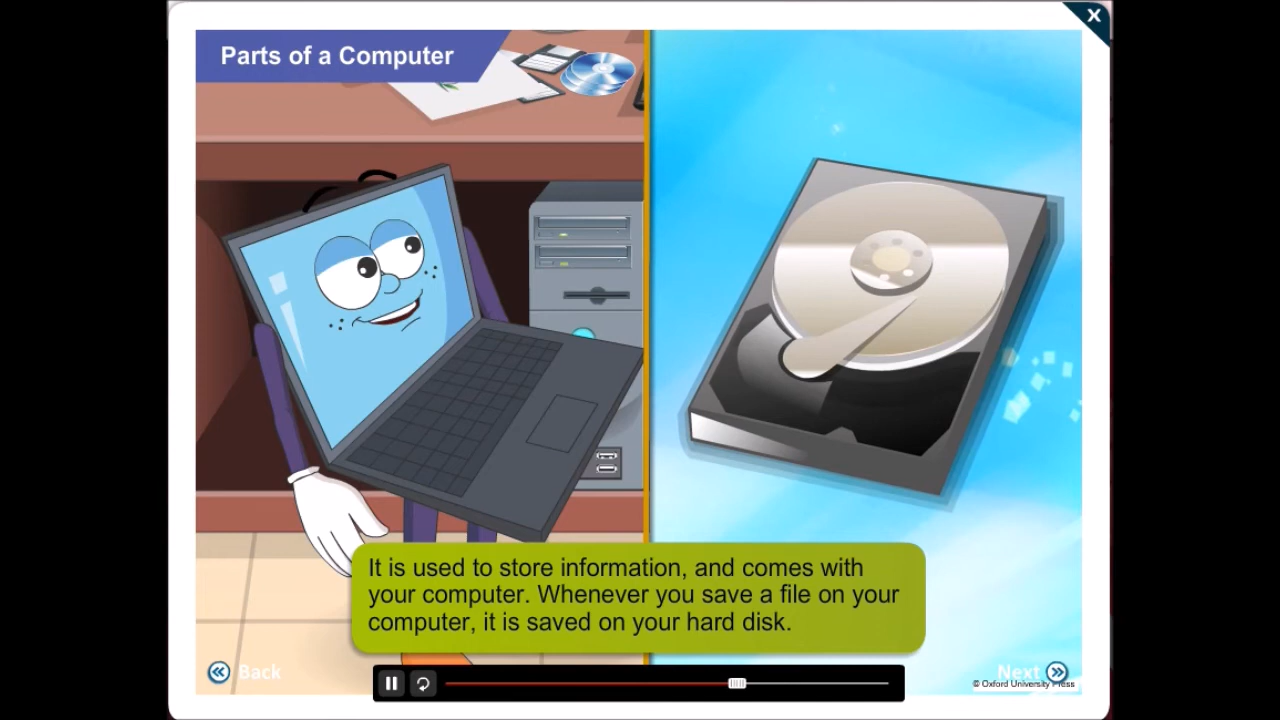 X
Parts of a Computer
It is used to store information, and comes with
your computer. Whenever you save a file on your
computer, it is saved on your hard disk.
Back
Next
© Oxford University Press